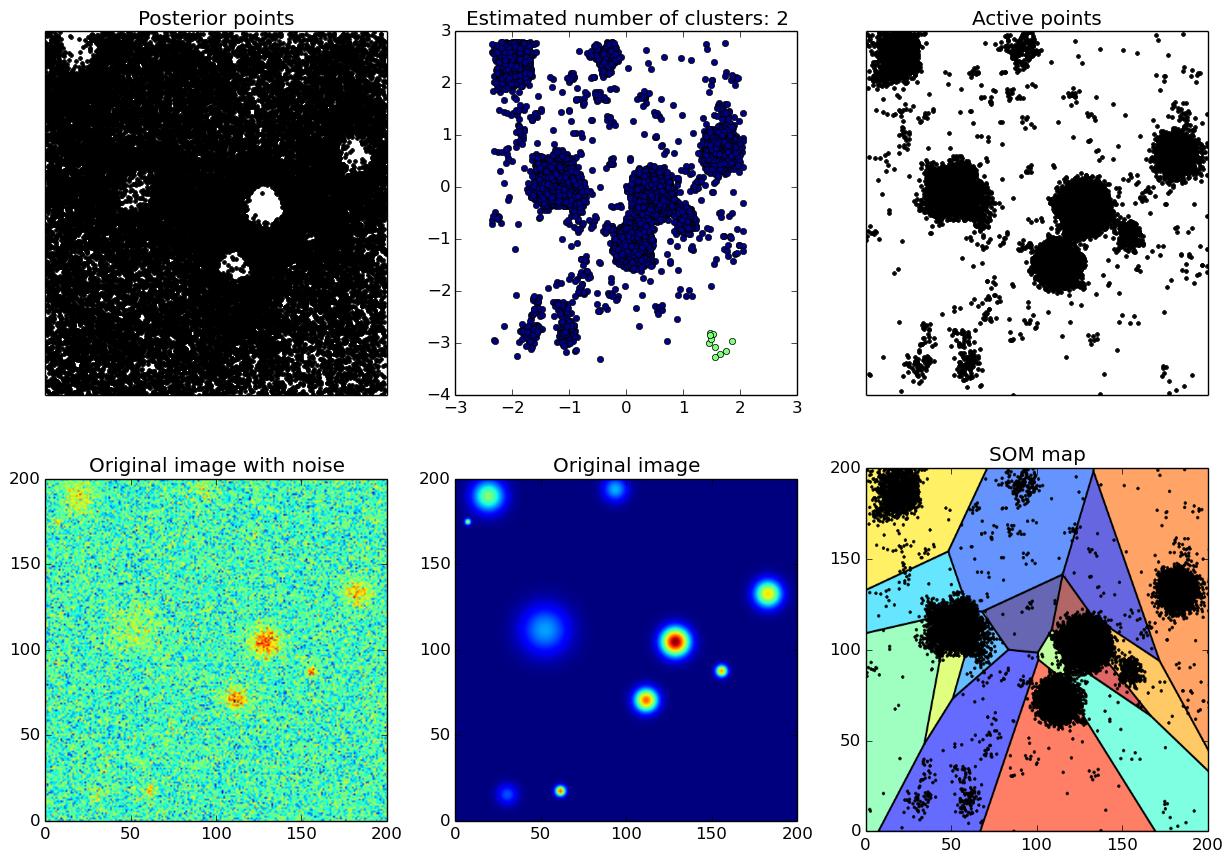 Posterior points
Estimated number of clusters: 2
Active points
3
2
1
0
−1
−2
−3
−4
−3 −2 −1 0 1 2 3
Original image with noise
Original image
SOM map
200
150
100
50
0
0 50 100 150 200
200
150
100
50
0
0 50 100 150 200
200
150
100
50
0
0 50 100 150 200